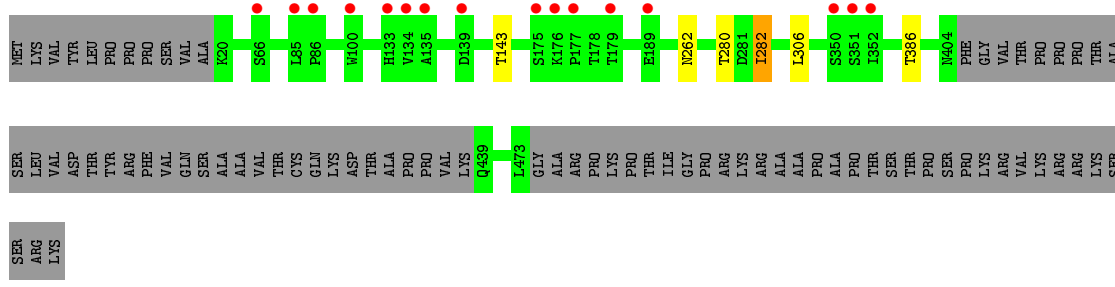 MET LYS VAL TYR LEU PRO PRO PRO SER VAL ALA K20 S66 L85 P86 W100 H133 V134 A135 D139 T143 S175 K176 P177 T178 T179 E189 N262 T280 D281 I282 L306 S350 S351 I352 T386 N404 PHE GLY VAL THR PRO PRO PRO THR ALA
SER LEU VAL ASP THR TYR ARG PHE VAL GLN SER ALA ALA VAL THR CYS GLN LYS ASP THR ALA PRO PRO VAL LYS Q439 L473 GLY ALA ARG PRO LYS PRO THR ILE GLY PRO ARG LYS ARG ALA ALA PRO ALA PRO THR SER THR PRO SER PRO LYS ARG VAL LYS ARG ARG LYS SER
SER ARG LYS